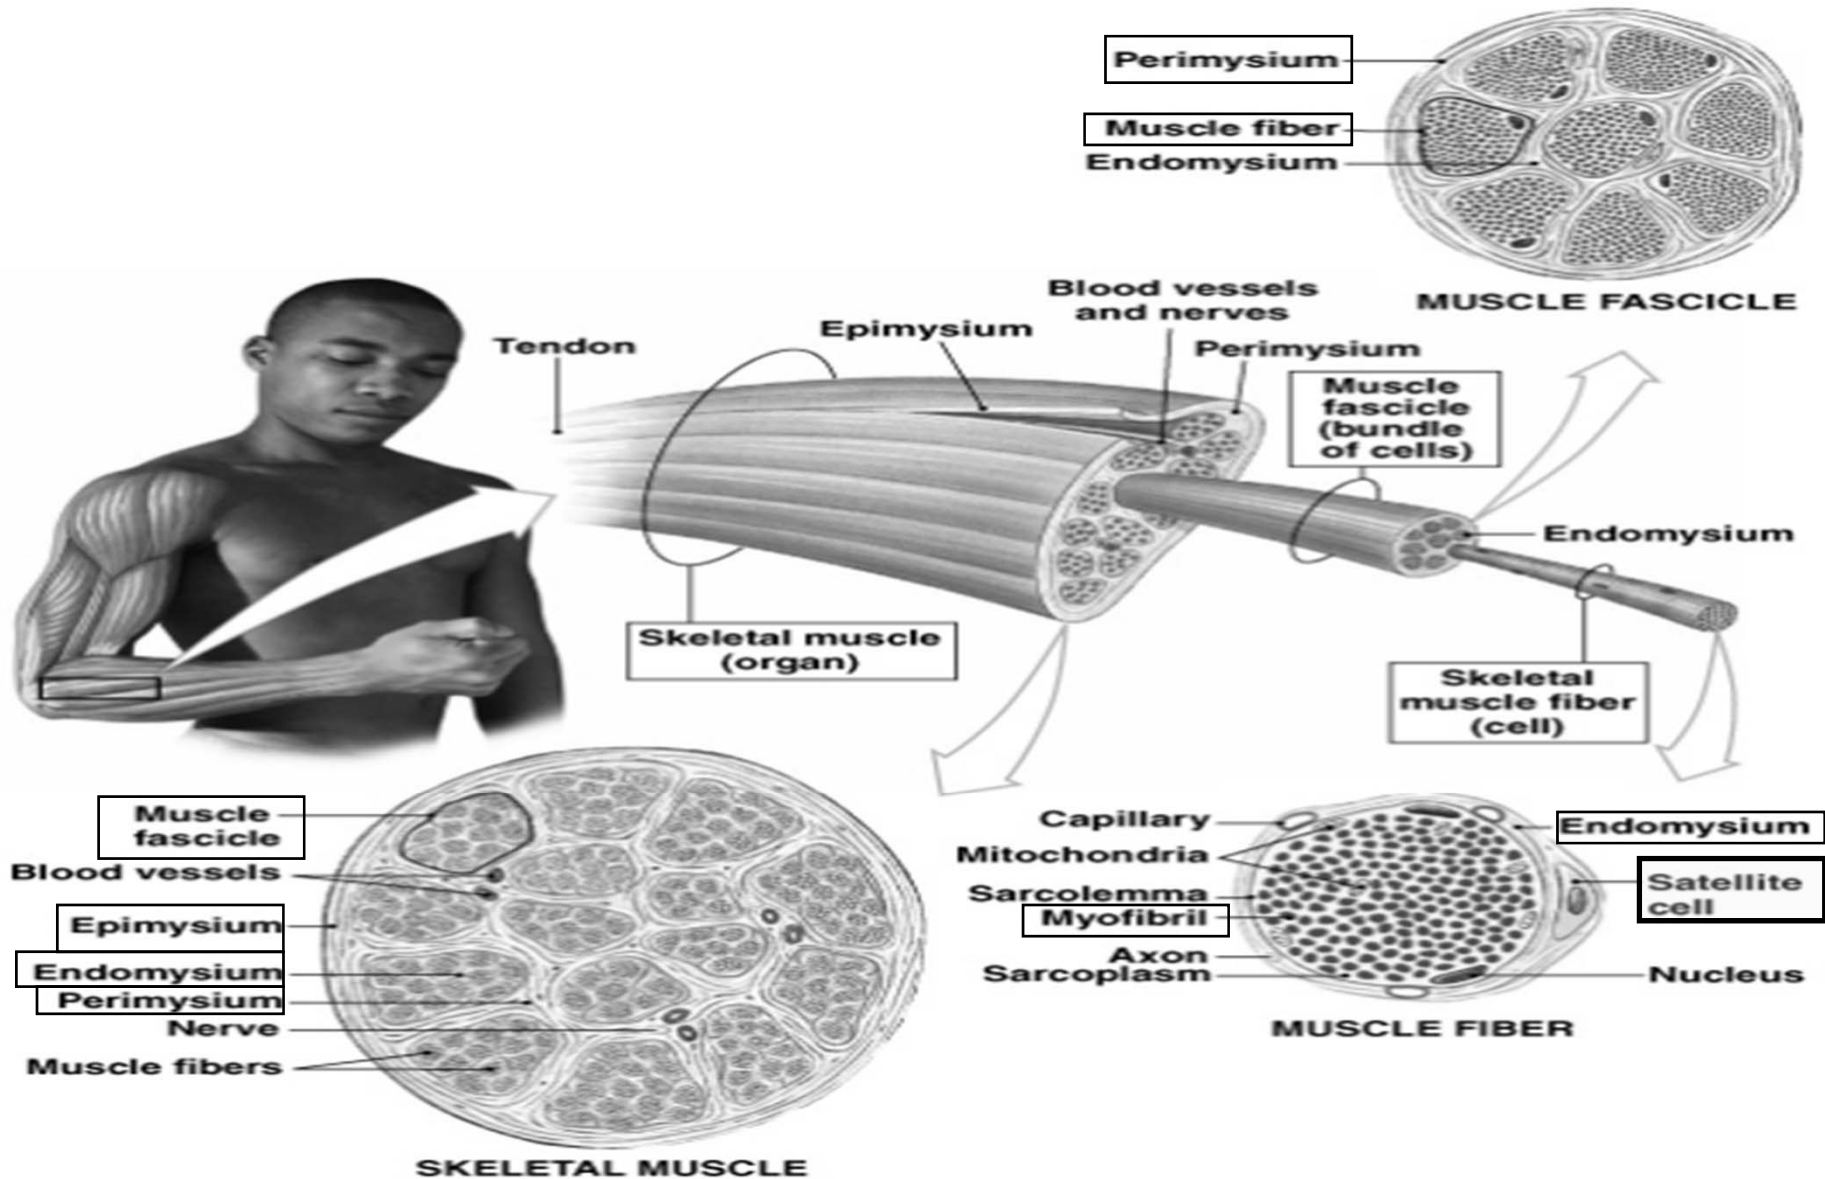 Perimysium
Muscle fiber
Endomysium
MUSCLE FASCICLE
Blood vessels
and nerves
Epimysium
Tendon
Perimysium
Muscle
fascicle
(bundle
of cells)
Endomysium
Skeletal muscle
(organ)
Skeletal
muscle fiber
(cell)
Muscle
fascicle
Blood vessels
Epimysium
Endomysium
Perimysium
Nerve
Muscle fibers
SKELETAL MUSCLE
Capillary
Mitochondria
Sarcolemma
Myofibril
Axon
Sarcoplasm
Endomysium
Satellite
cell
Nucleus
MUSCLE FIBER